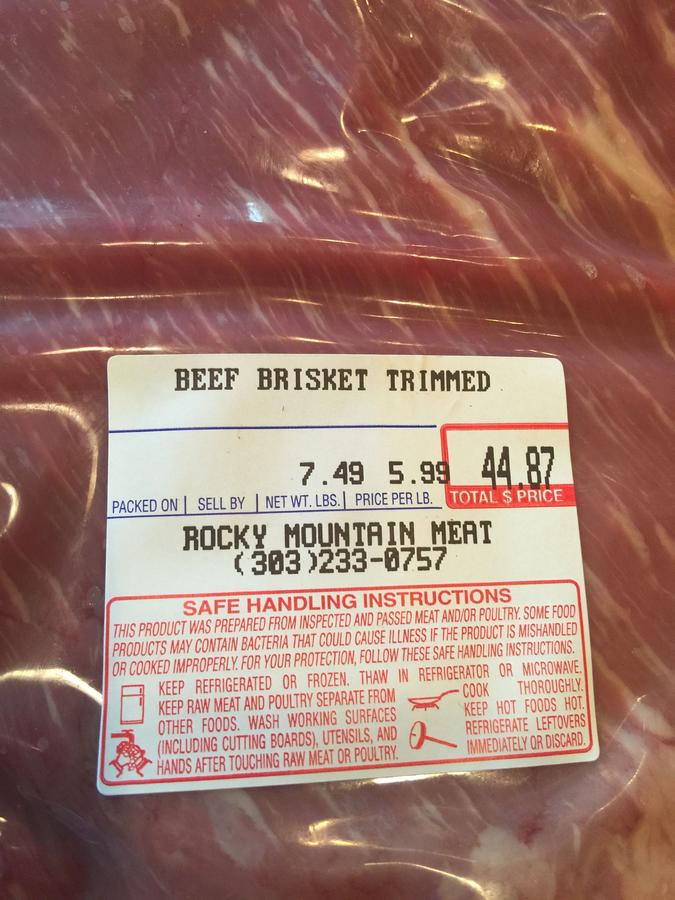 BEEF BRISKET TRIMMED
7.49 5.99 44.87
PACKED ON SELL BY NET WT. LBS. PRICE PER LB. TOTAL $ PRICE
ROCKY MOUNTAIN MEAT
(303)233-0757
SAFE HANDLING INSTRUCTIONS
THIS PRODUCT WAS PREPARED FROM INSPECTED AND PASSED MEAT AND/OR POULTRY. SOME FOOD
PRODUCTS MAY CONTAIN BACTERIA THAT COULD CAUSE ILLNESS IF THE PRODUCT IS MISHANDLED
OR COOKED IMPROPERLY. FOR YOUR PROTECTION, FOLLOW THESE SAFE HANDLING INSTRUCTIONS.
KEEP REFRIGERATED OR FROZEN. THAW IN REFRIGERATOR OR MICROWAVE.
KEEP RAW MEAT AND POULTRY SEPARATE FROM
OTHER FOODS. WASH WORKING SURFACES
(INCLUDING CUTTING BOARDS), UTENSILS, AND
HANDS AFTER TOUCHING RAW MEAT OR POULTRY.
COOK THOROUGHLY.
KEEP HOT FOODS HOT.
REFRIGERATE LEFTOVERS
IMMEDIATELY OR DISCARD.